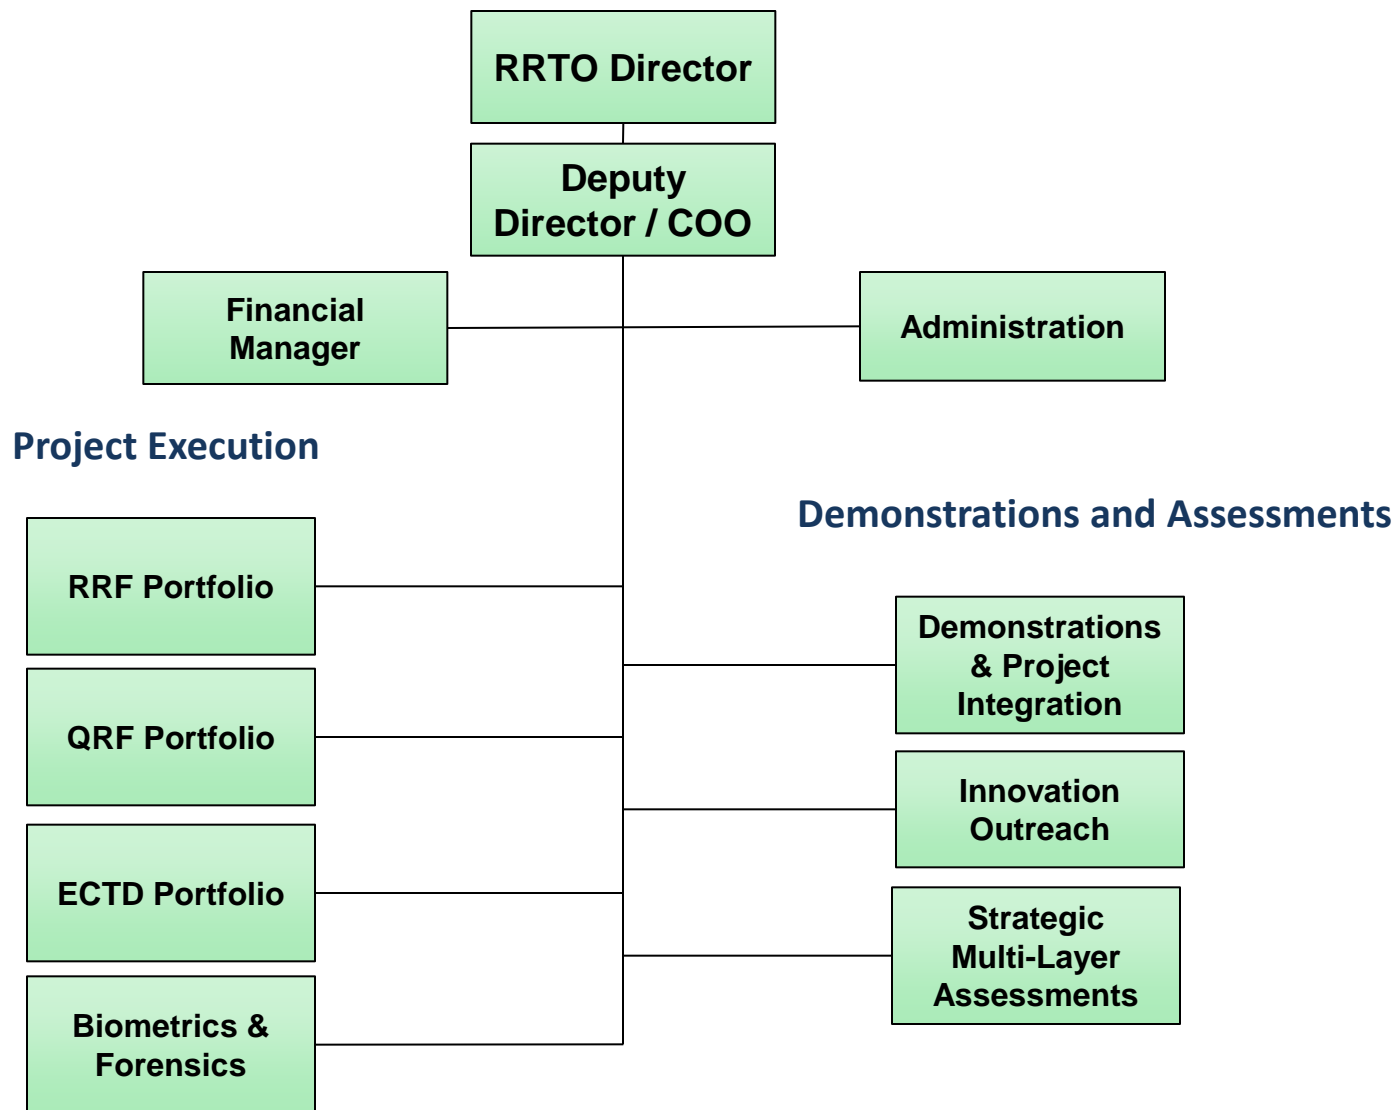 RRTO Director
Deputy
Director / COO
Financial
Manager
Administration
Project Execution
RRF Portfolio
QRF Portfolio
ECTD Portfolio
Biometrics &
Forensics
Demonstrations and Assessments
Demonstrations
& Project
Integration
Innovation
Outreach
Strategic
Multi-Layer
Assessments